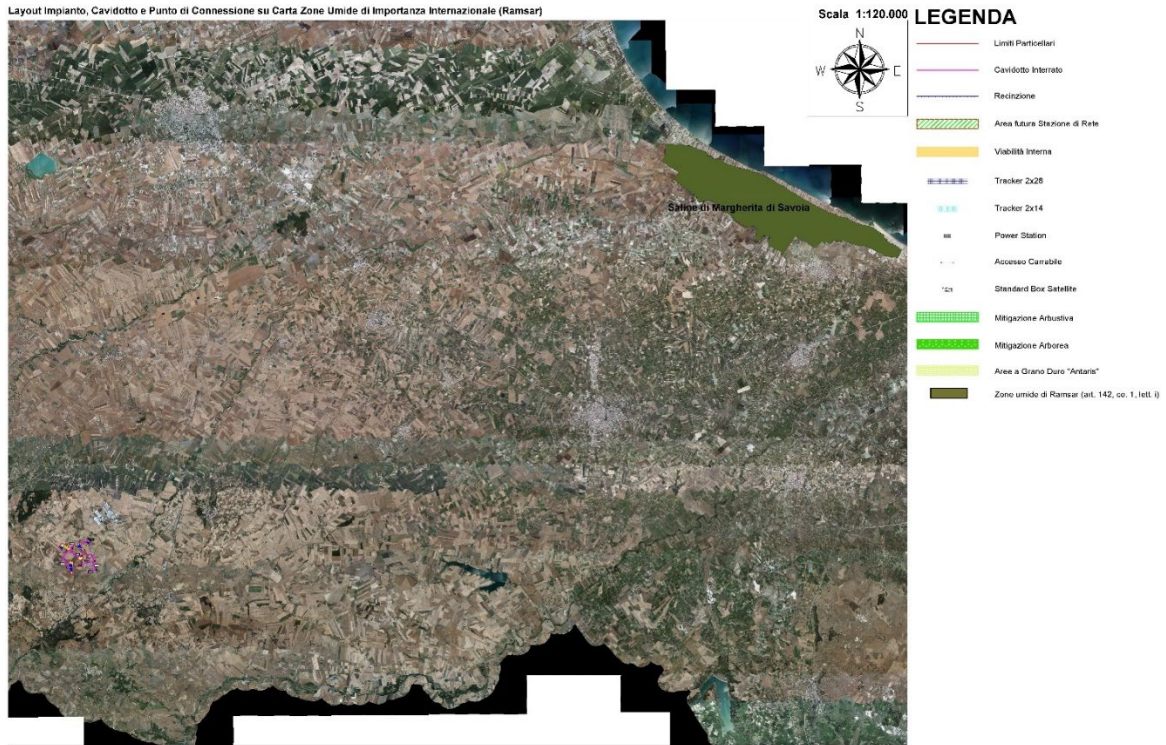 Layout Impianto, Cavidotto e Punto di Connessione su Carta Zone Umide di Importanza Internazionale (Ramsar)
Scala 1:120.000
LEGENDA
N
W E
S
Limiti Particellari
Cavidotto Interrato
Recinzione
Area futura Stazione di Rete
Viabilità Interna
Tracker 2x28
Tracker 2x14
Power Station
Accesso Carrabile
Standard Box Satellite
Mitigazione Arbustiva
Mitigazione Arborea
Aree a Grano Duro "Antaris"
Zone umide di Ramsar (art. 142, co. 1, lett. i)
Saline di Margherita di Savoia